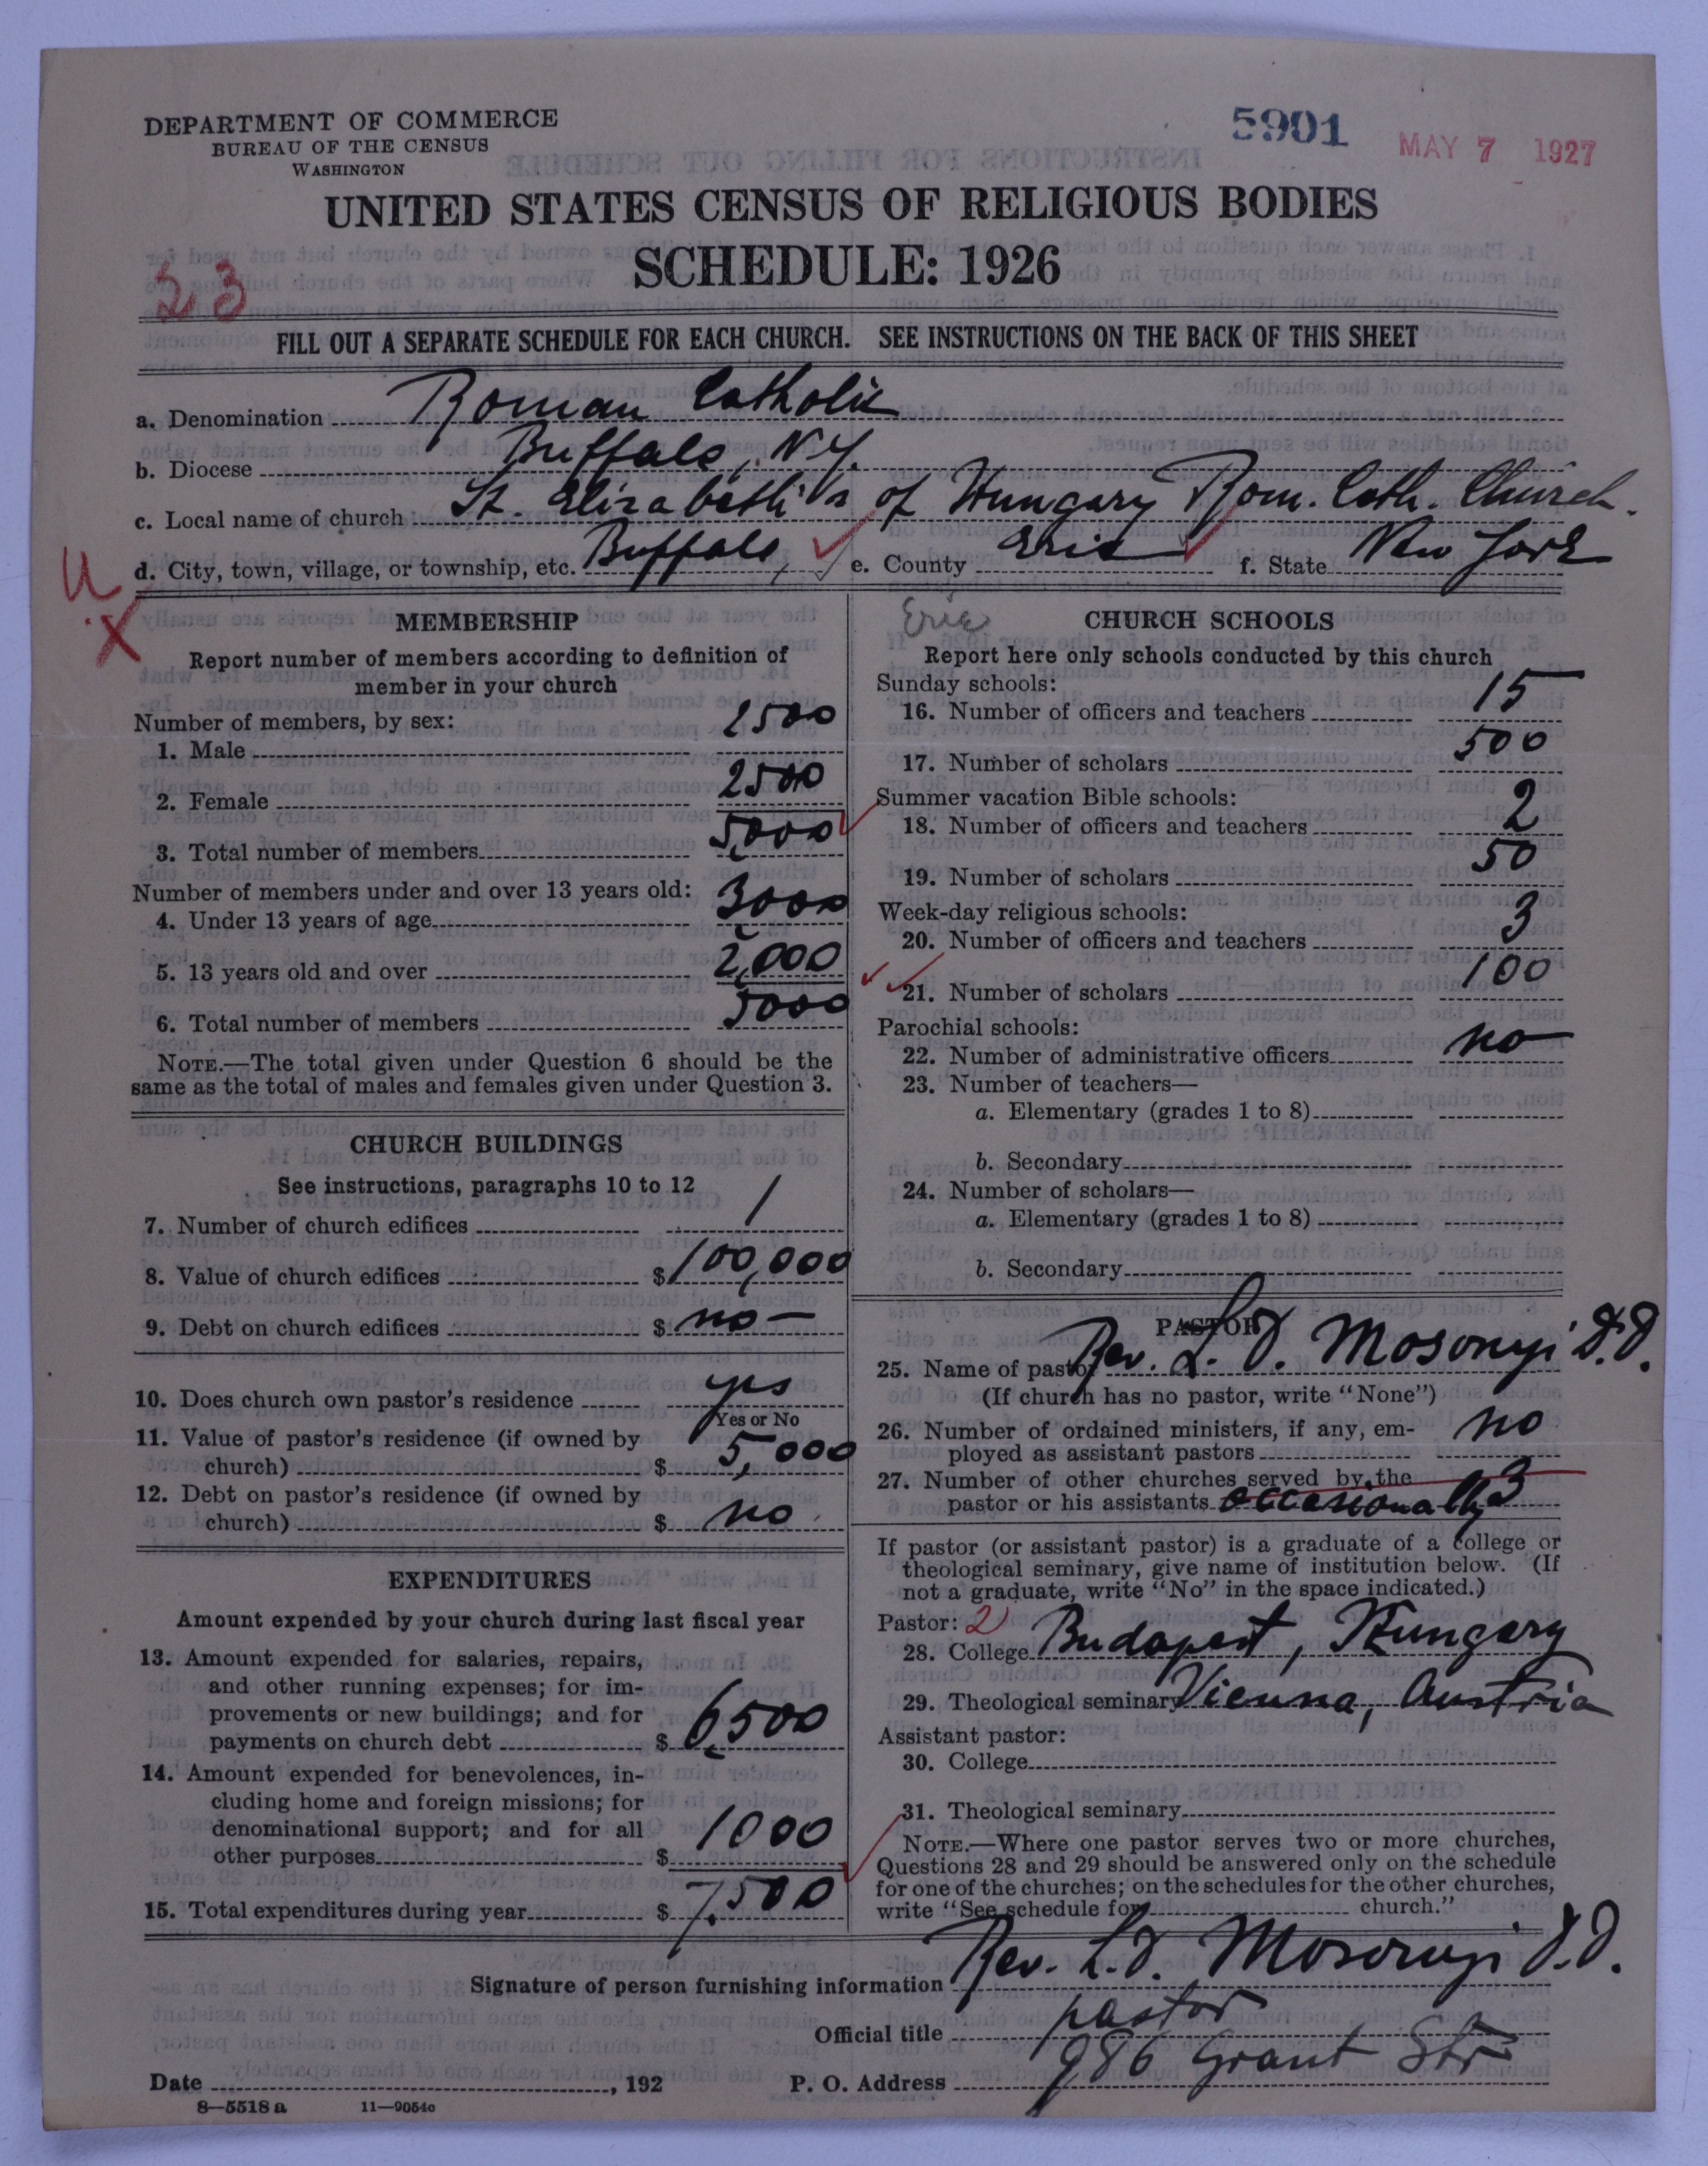 DEPARTMENT OF COMMERCE
BUREAU OF THE CENSUS
WASHINGTON
5901
MAY 7 1927
UNITED STATES CENSUS OF RELIGIOUS BODIES
SCHEDULE: 1926
23
FILL OUT A SEPARATE SCHEDULE FOR EACH CHURCH. SEE INSTRUCTIONS ON THE BACK OF THIS SHEET
a. Denomination Roman Catholic
b. Diocese Buffalo, N.Y.
c. Local name of church St. Elizabeth's of Hungary Rom. Cath. Church.
d. City, town, village, or township, etc. Buffalo, e. County Erie f. State New York
U
X
MEMBERSHIP
Report number of members according to definition of
member in your church
Number of members, by sex:
1. Male 2500
2. Female 2500
3. Total number of members 5,000
Number of members under and over 13 years old:
4. Under 13 years of age 3000
5. 13 years old and over 2,000
6. Total number of members 5000
NOTE.—The total given under Question 6 should be the
same as the total of males and females given under Question 3.
CHURCH BUILDINGS
See instructions, paragraphs 10 to 12
7. Number of church edifices 1
8. Value of church edifices $ 100,000
9. Debt on church edifices $ no —
10. Does church own pastor's residence yes
Yes or No
11. Value of pastor's residence (if owned by
church) $ 5,000
12. Debt on pastor's residence (if owned by
church) $ no
EXPENDITURES
Amount expended by your church during last fiscal year
13. Amount expended for salaries, repairs,
and other running expenses; for im-
provements or new buildings; and for
payments on church debt $ 6,500
14. Amount expended for benevolences, in-
cluding home and foreign missions; for
denominational support; and for all
other purposes $ 1000
15. Total expenditures during year $ 7,500
Erie
CHURCH SCHOOLS
Report here only schools conducted by this church
Sunday schools:
16. Number of officers and teachers 15
17. Number of scholars 500
Summer vacation Bible schools:
18. Number of officers and teachers 2
19. Number of scholars 50
Week-day religious schools:
20. Number of officers and teachers 3
21. Number of scholars 100
Parochial schools:
22. Number of administrative officers no
23. Number of teachers—
a. Elementary (grades 1 to 8)
b. Secondary
24. Number of scholars—
a. Elementary (grades 1 to 8)
b. Secondary
PASTOR
25. Name of pastor Rev. L. D. Mosonyi D.D.
(If church has no pastor, write "None")
26. Number of ordained ministers, if any, em-
ployed as assistant pastors no
27. Number of other churches served by the
pastor or his assistants occasionally 3
If pastor (or assistant pastor) is a graduate of a college or
theological seminary, give name of institution below. (If
not a graduate, write "No" in the space indicated.)
Pastor: 2
28. College Budapest, Hungary
29. Theological seminary Vienna, Austria
Assistant pastor:
30. College
31. Theological seminary
NOTE.—Where one pastor serves two or more churches,
Questions 28 and 29 should be answered only on the schedule
for one of the churches; on the schedules for the other churches,
write "See schedule for church."
Signature of person furnishing information Rev. L. D. Mosonyi D.D.
Official title pastor
Date , 192 P. O. Address 986 Grant Str
8—5518 a 11—9054c